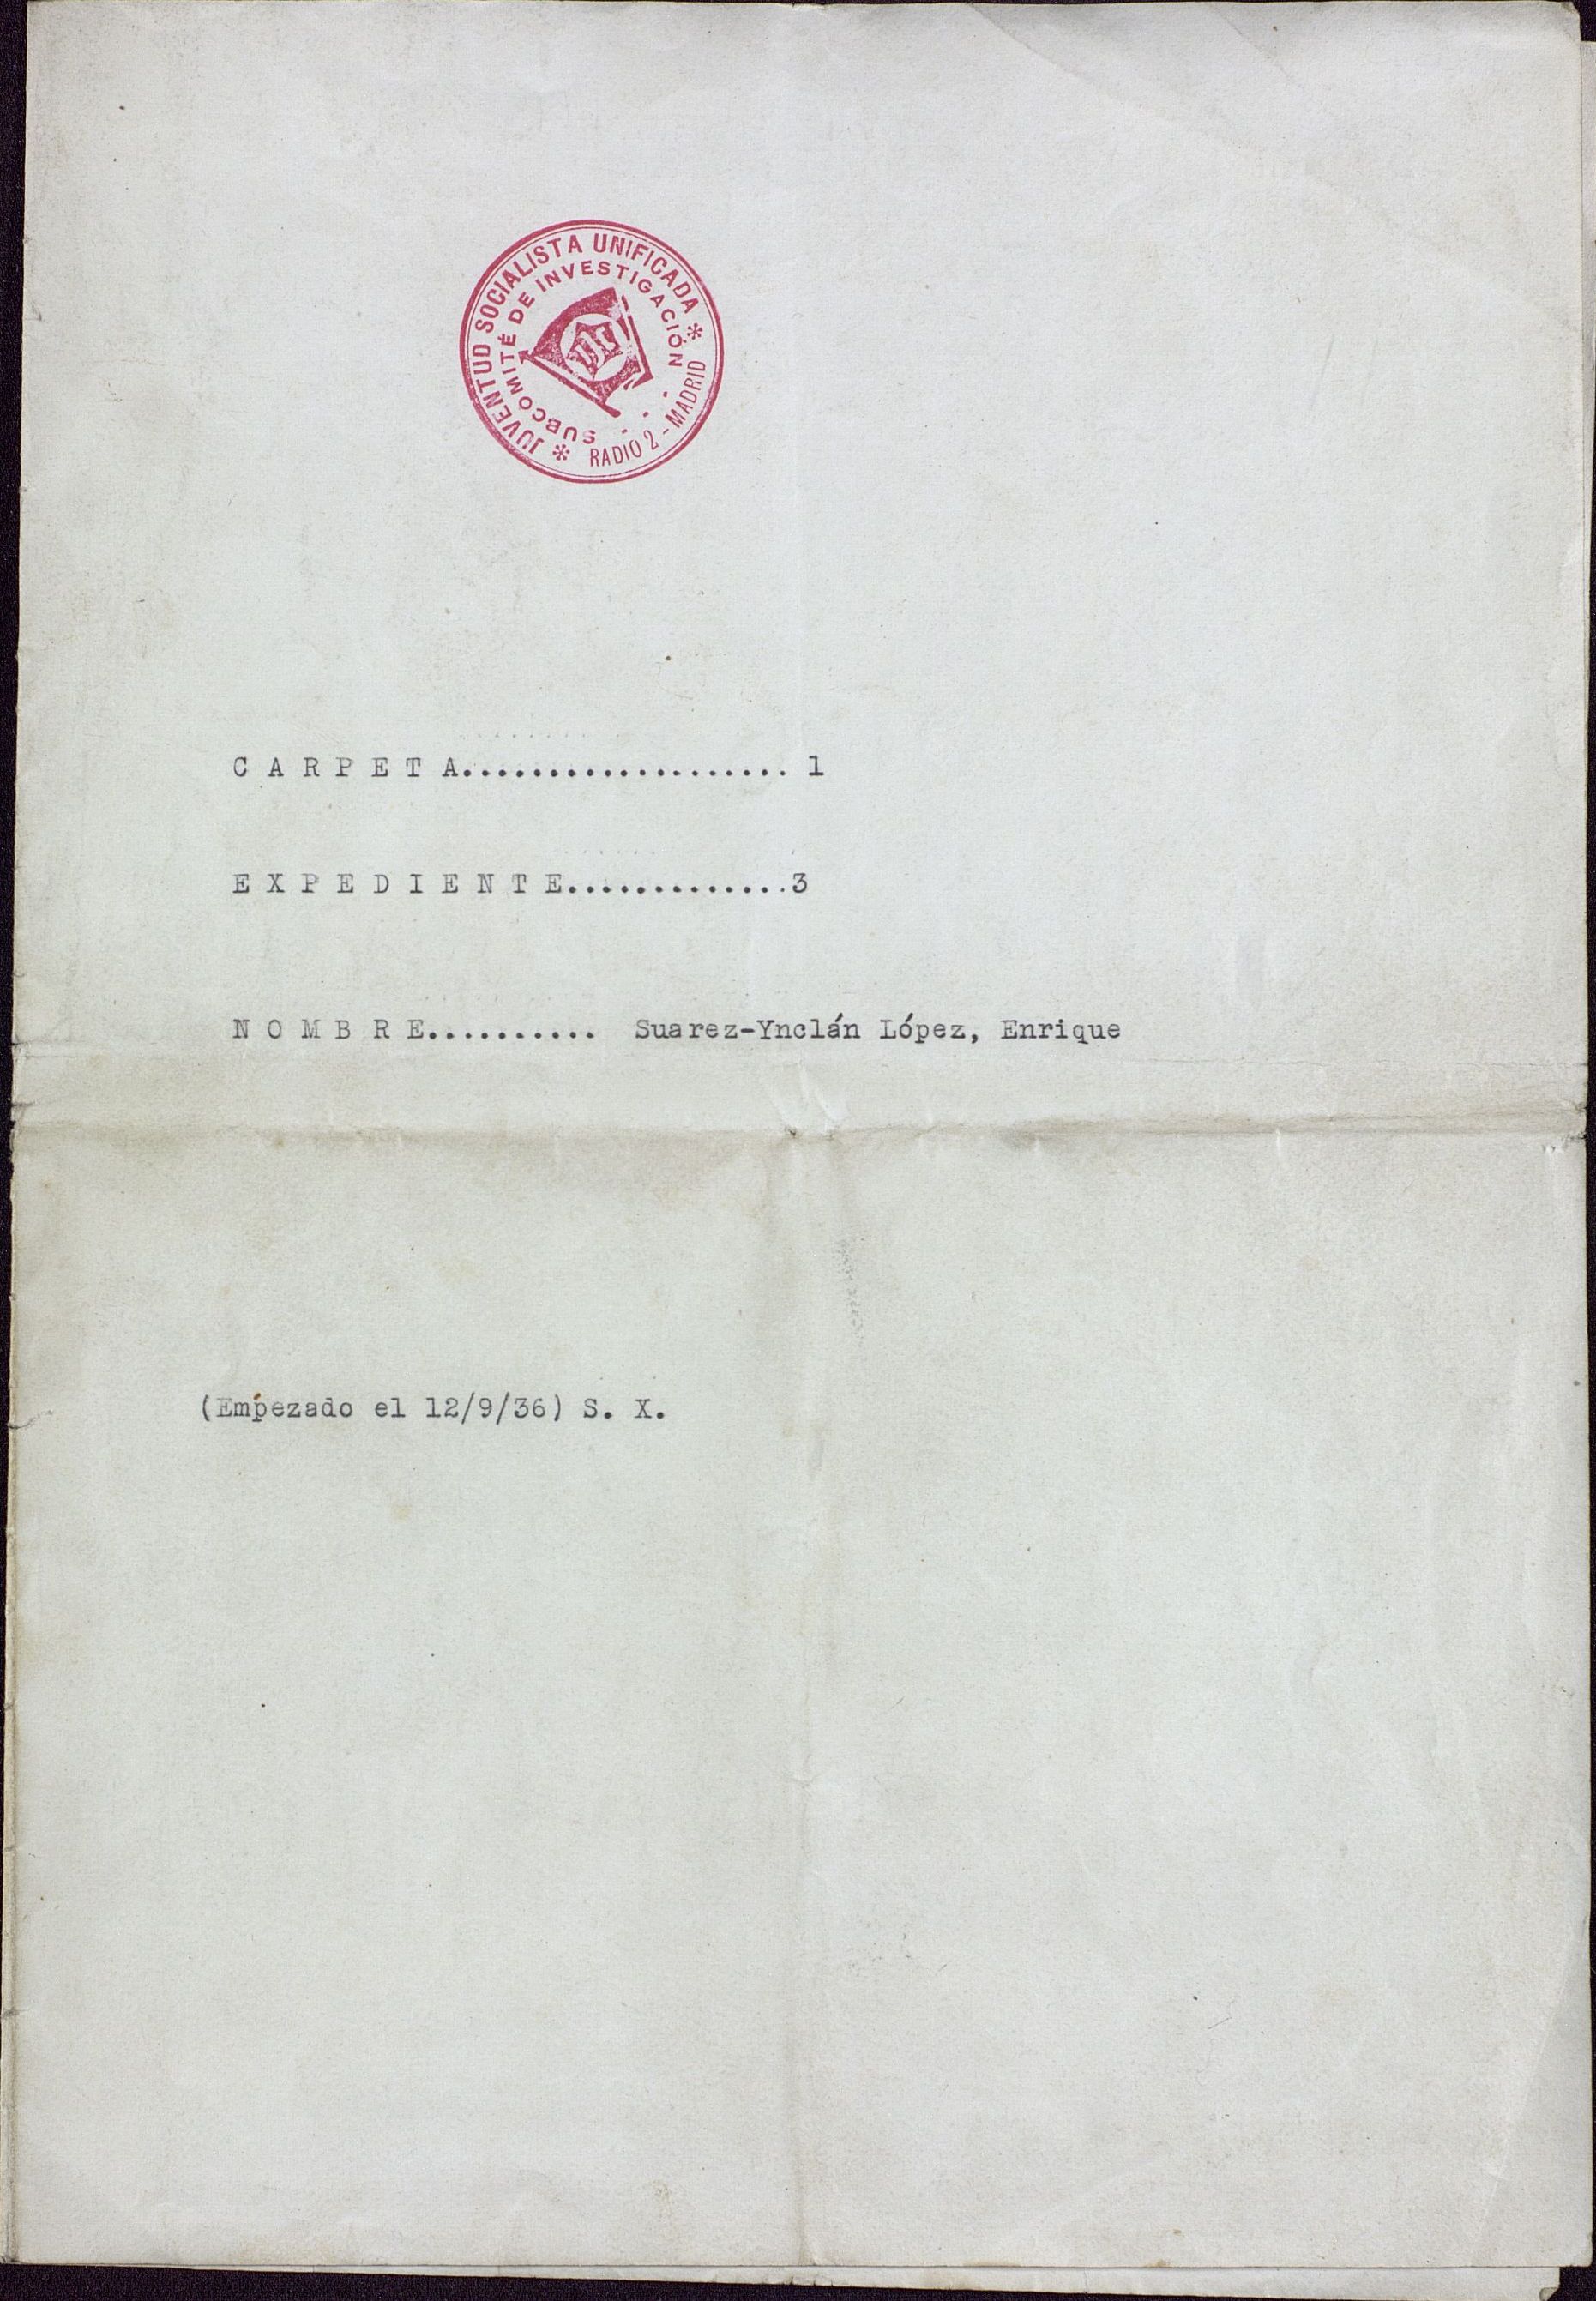 JUVENTUD SOCIALISTA UNIFICADA * RADIO 2 - MADRID *
SUBCOMITÉ DE INVESTIGACIÓN . . .
C A R P E T A................... 1
E X P E D I E N T E.............3
N O M B R E.......... Suarez-Ynclán López, Enrique
(Empezado el 12/9/36) S. X.